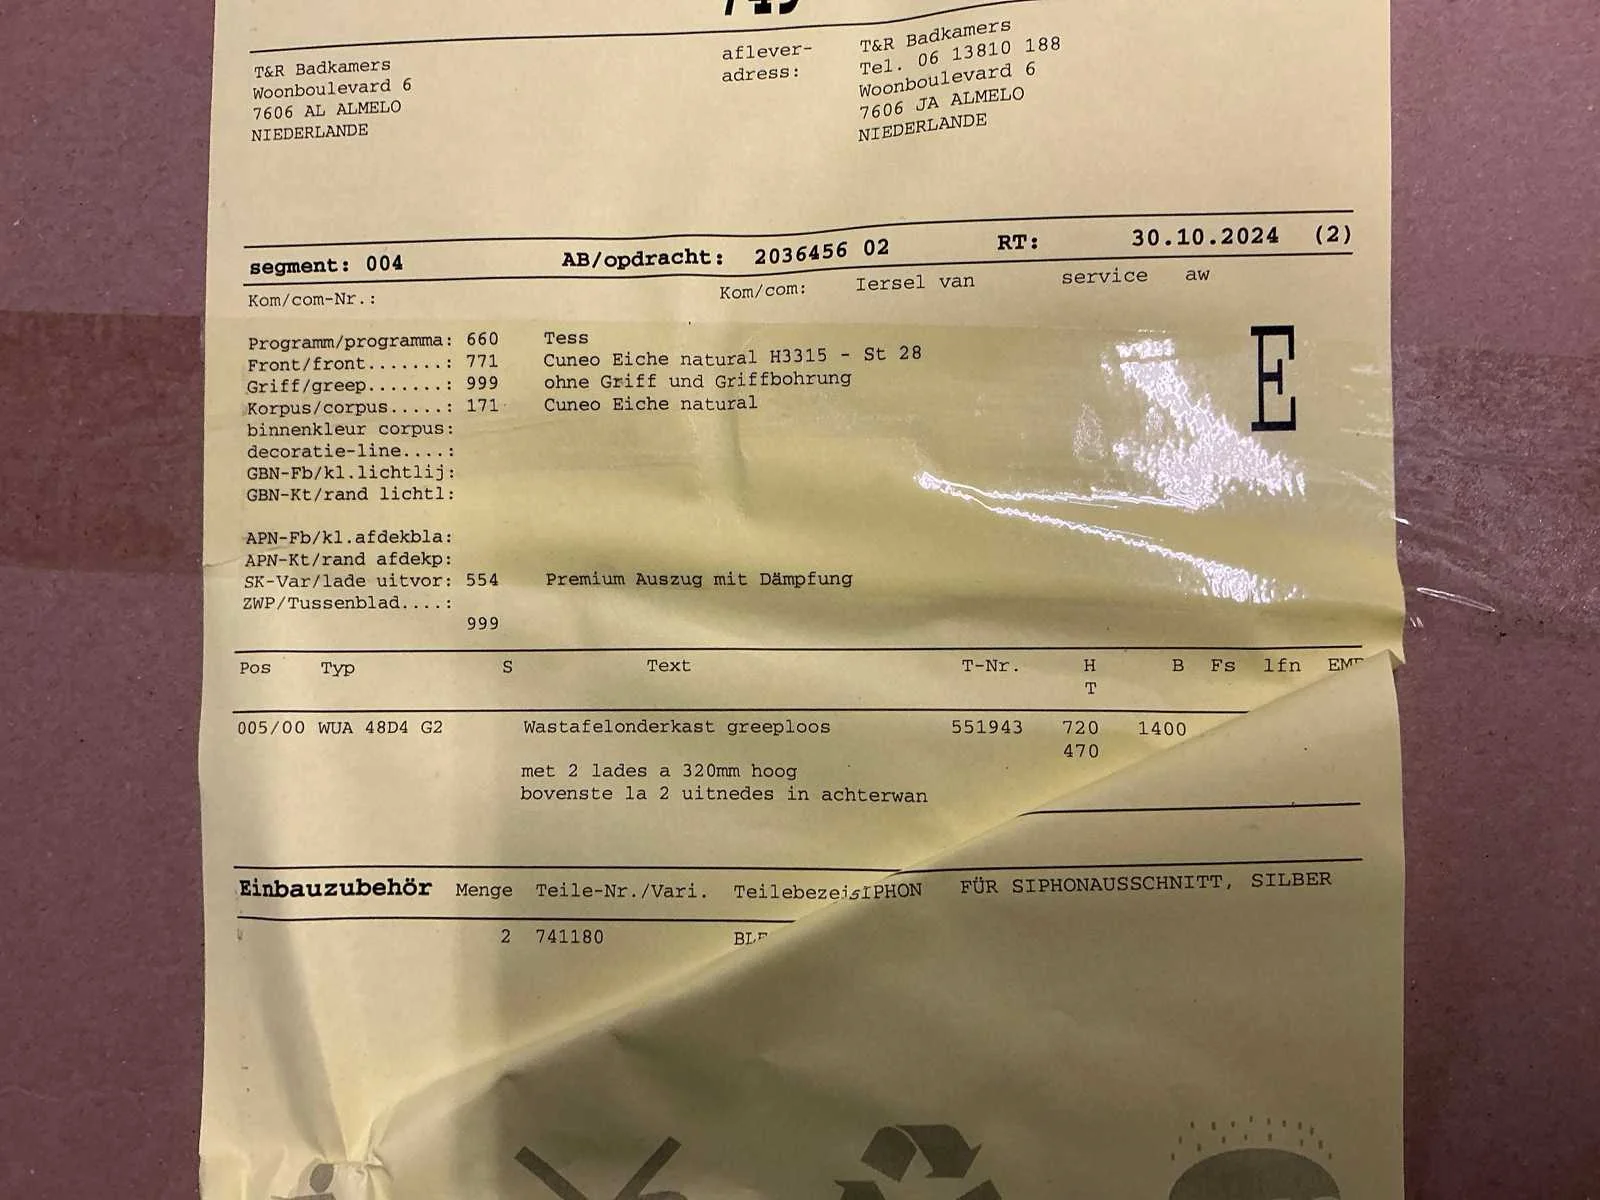 T&R Badkamers
Woonboulevard 6
7606 AL ALMELO
NIEDERLANDE
aflever-
adress:
T&R Badkamers
Tel. 06 13810 188
Woonboulevard 6
7606 JA ALMELO
NIEDERLANDE
segment: 004 AB/opdracht: 2036456 02 RT: 30.10.2024 (2)
Kom/com-Nr.: Kom/com: Iersel van service aw
Programm/programma: 660 Tess
Front/front.......: 771 Cuneo Eiche natural H3315 - St 28
Griff/greep.......: 999 ohne Griff und Griffbohrung
Korpus/corpus.....: 171 Cuneo Eiche natural
binnenkleur corpus:
decoratie-line....:
GBN-Fb/kl.lichtlij:
GBN-Kt/rand lichtl:
E
APN-Fb/kl.afdekbla:
APN-Kt/rand afdekp:
SK-Var/lade uitvor: 554 Premium Auszug mit Dämpfung
ZWP/Tussenblad....:
999
Pos Typ S Text T-Nr. H B Fs lfn
T
005/00 WUA 48D4 G2 Wastafelonderkast greeploos 551943 720 1400
470
met 2 lades a 320mm hoog
bovenste la 2 uitnedes in achterwan
Einbauzubehör Menge Teile-Nr./Vari. Teilebezei SIPHON FÜR SIPHONAUSSCHNITT, SILBER
2 741180